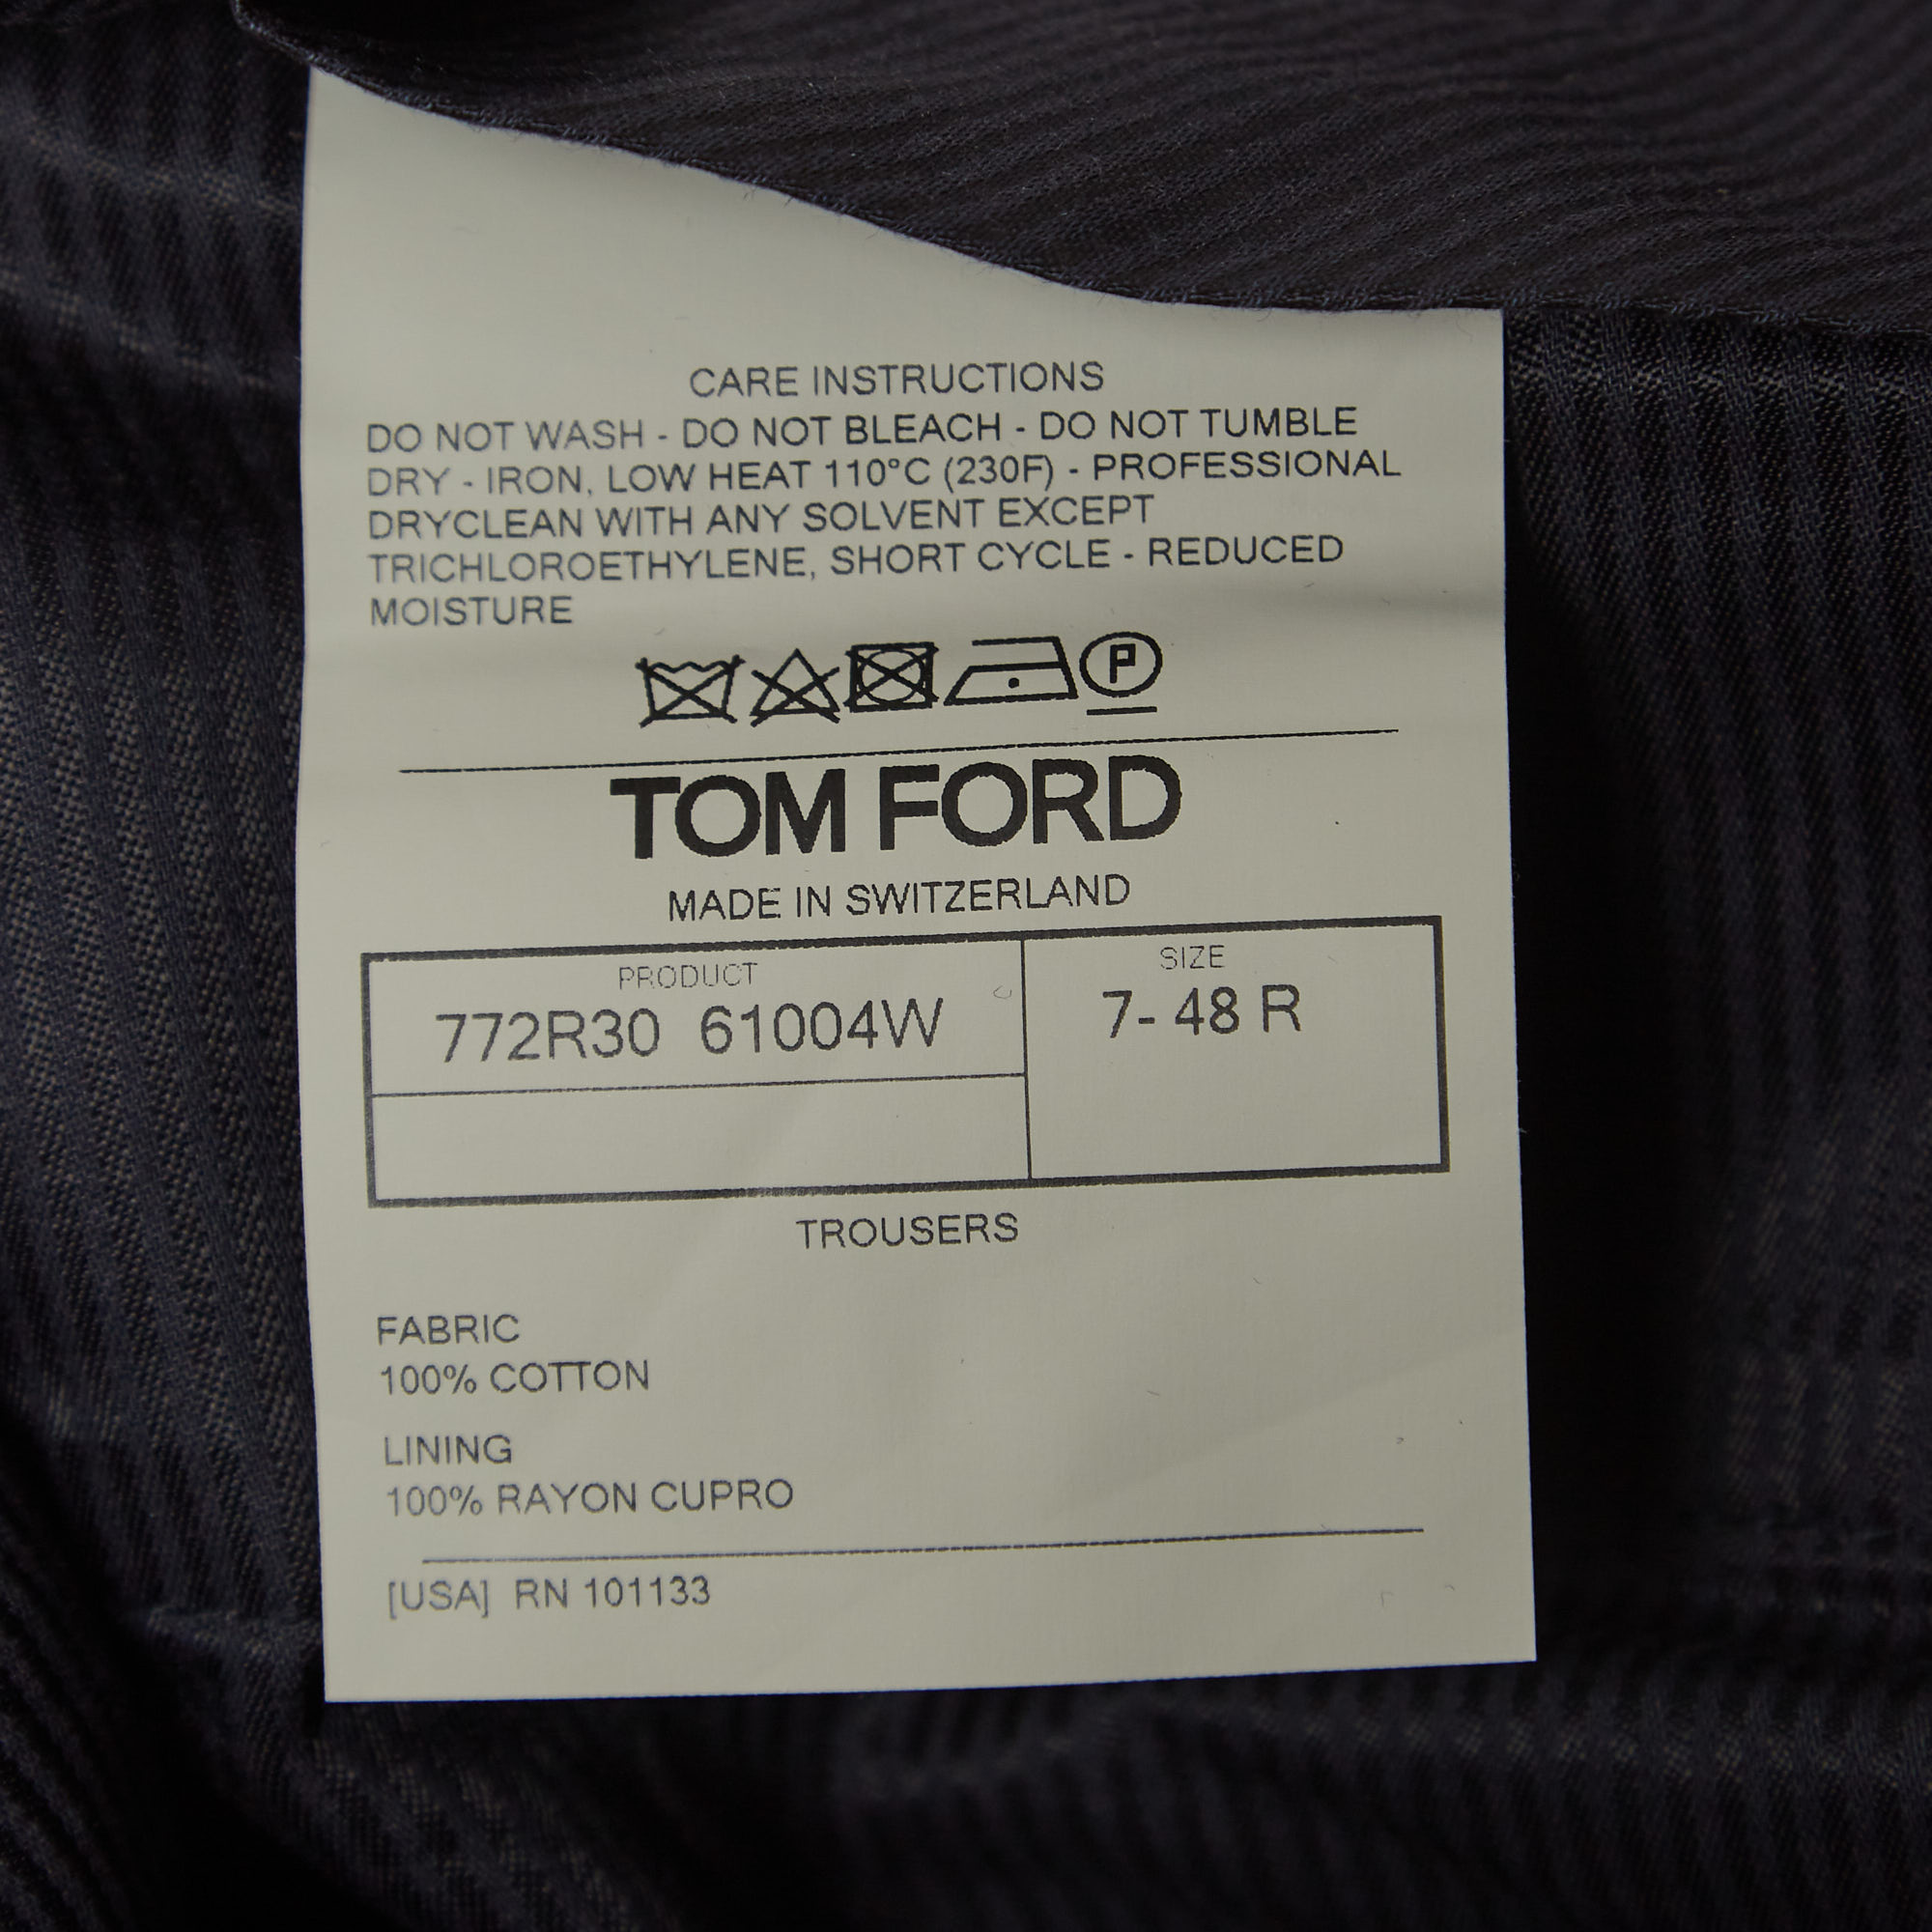 CARE INSTRUCTIONS
DO NOT WASH - DO NOT BLEACH - DO NOT TUMBLE
DRY - IRON, LOW HEAT 110°C (230F) - PROFESSIONAL
DRYCLEAN WITH ANY SOLVENT EXCEPT
TRICHLOROETHYLENE, SHORT CYCLE - REDUCED
MOISTURE
P
TOM FORD
MADE IN SWITZERLAND
PRODUCT
772R30 61004W
SIZE
7- 48 R
TROUSERS
FABRIC
100% COTTON
LINING
100% RAYON CUPRO
[USA] RN 101133